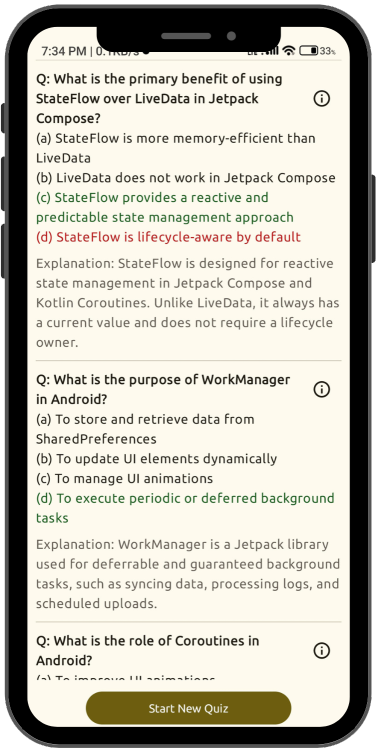 7:34 PM | 0.1KB/s
33%
Q: What is the primary benefit of using
StateFlow over LiveData in Jetpack
Compose?
(a) StateFlow is more memory-efficient than
LiveData
(b) LiveData does not work in Jetpack Compose
(c) StateFlow provides a reactive and
predictable state management approach
(d) StateFlow is lifecycle-aware by default
Explanation: StateFlow is designed for reactive
state management in Jetpack Compose and
Kotlin Coroutines. Unlike LiveData, it always has
a current value and does not require a lifecycle
owner.
Q: What is the purpose of WorkManager
in Android?
(a) To store and retrieve data from
SharedPreferences
(b) To update UI elements dynamically
(c) To manage UI animations
(d) To execute periodic or deferred background
tasks
Explanation: WorkManager is a Jetpack library
used for deferrable and guaranteed background
tasks, such as syncing data, processing logs, and
scheduled uploads.
Q: What is the role of Coroutines in
Android?
(a) To improve UI animations
Start New Quiz